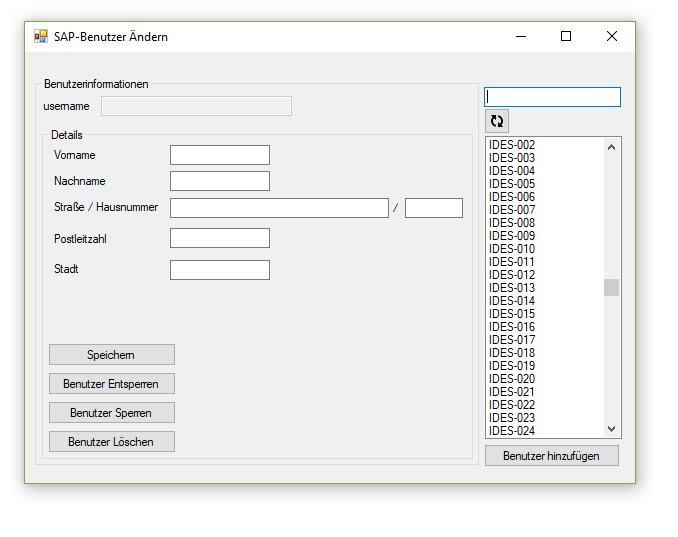 SAP-Benutzer Ändern
Benutzerinformationen
username
Details
Vorname
Nachname
Straße / Hausnummer
/
Postleitzahl
Stadt
Speichern
Benutzer Entsperren
Benutzer Sperren
Benutzer Löschen
IDES-002
IDES-003
IDES-004
IDES-005
IDES-006
IDES-007
IDES-008
IDES-009
IDES-010
IDES-011
IDES-012
IDES-013
IDES-014
IDES-015
IDES-016
IDES-017
IDES-018
IDES-019
IDES-020
IDES-021
IDES-022
IDES-023
IDES-024
Benutzer hinzufügen